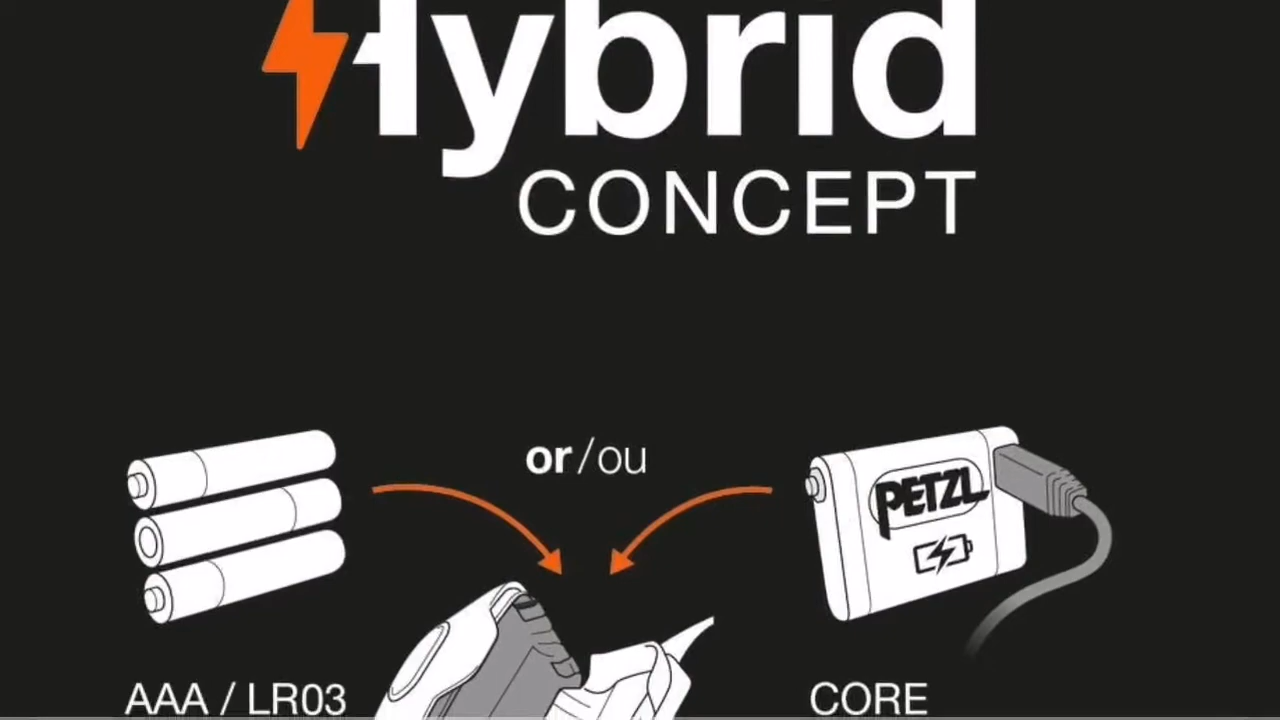 Hybrid
CONCEPT
or/ou
PETZL
AAA / LR03
CORE